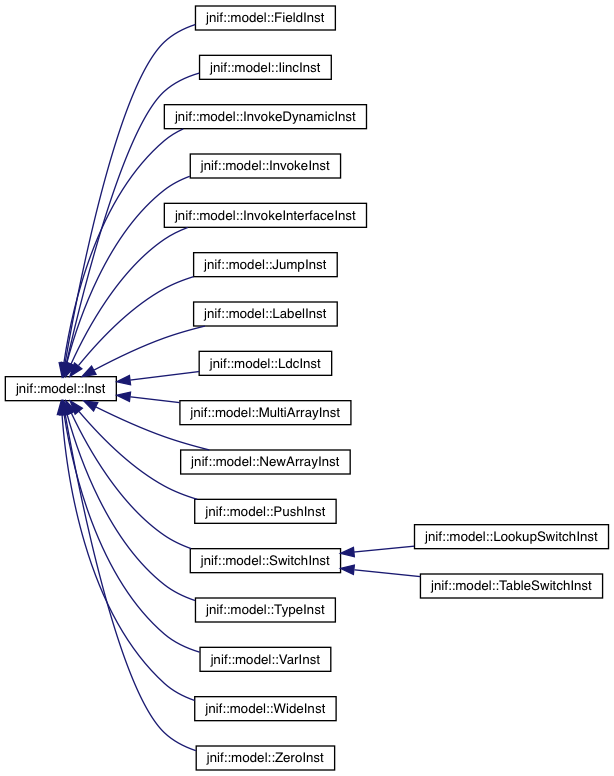 jnif::model::FieldInst
jnif::model::IincInst
jnif::model::InvokeDynamicInst
jnif::model::InvokeInst
jnif::model::InvokeInterfaceInst
jnif::model::JumpInst
jnif::model::LabelInst
jnif::model::LdcInst
jnif::model::Inst
jnif::model::MultiArrayInst
jnif::model::NewArrayInst
jnif::model::PushInst
jnif::model::LookupSwitchInst
jnif::model::SwitchInst
jnif::model::TableSwitchInst
jnif::model::TypeInst
jnif::model::VarInst
jnif::model::WideInst
jnif::model::ZeroInst